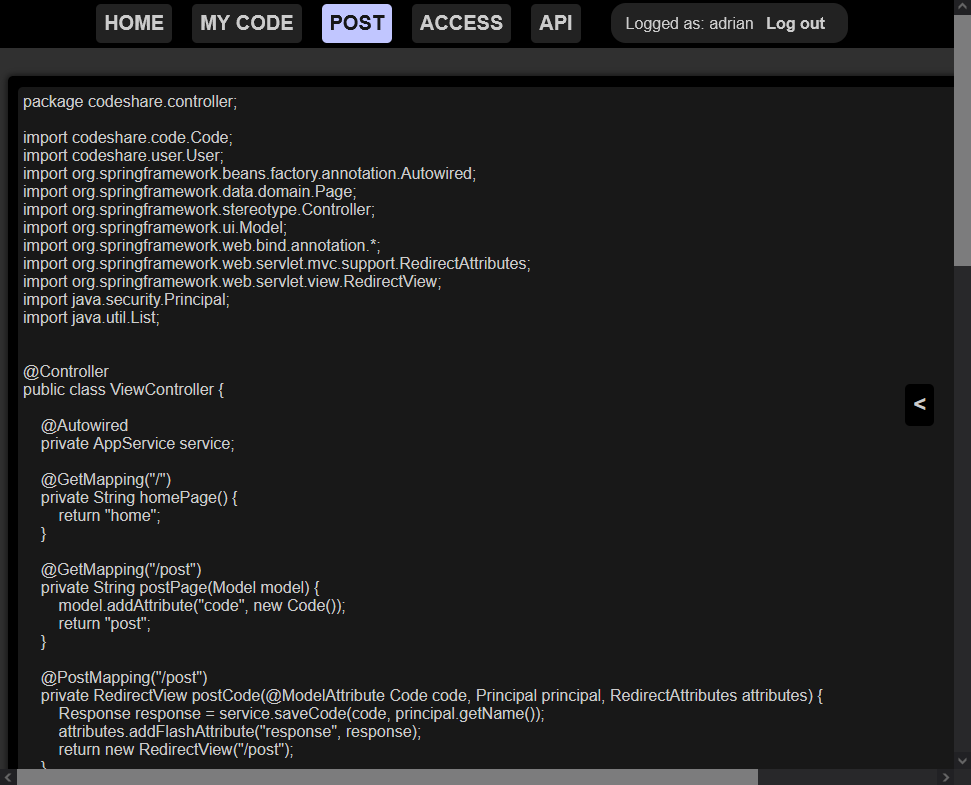 HOME MY CODE POST ACCESS API Logged as: adrian Log out
package codeshare.controller;
import codeshare.code.Code;
import codeshare.user.User;
import org.springframework.beans.factory.annotation.Autowired;
import org.springframework.data.domain.Page;
import org.springframework.stereotype.Controller;
import org.springframework.ui.Model;
import org.springframework.web.bind.annotation.*;
import org.springframework.web.servlet.mvc.support.RedirectAttributes;
import org.springframework.web.servlet.view.RedirectView;
import java.security.Principal;
import java.util.List;
@Controller
public class ViewController {
<
@Autowired
private AppService service;
@GetMapping("/")
private String homePage() {
return "home";
}
@GetMapping("/post")
private String postPage(Model model) {
model.addAttribute("code", new Code());
return "post";
}
@PostMapping("/post")
private RedirectView postCode(@ModelAttribute Code code, Principal principal, RedirectAttributes attributes) {
Response response = service.saveCode(code, principal.getName());
attributes.addFlashAttribute("response", response);
return new RedirectView("/post");
}